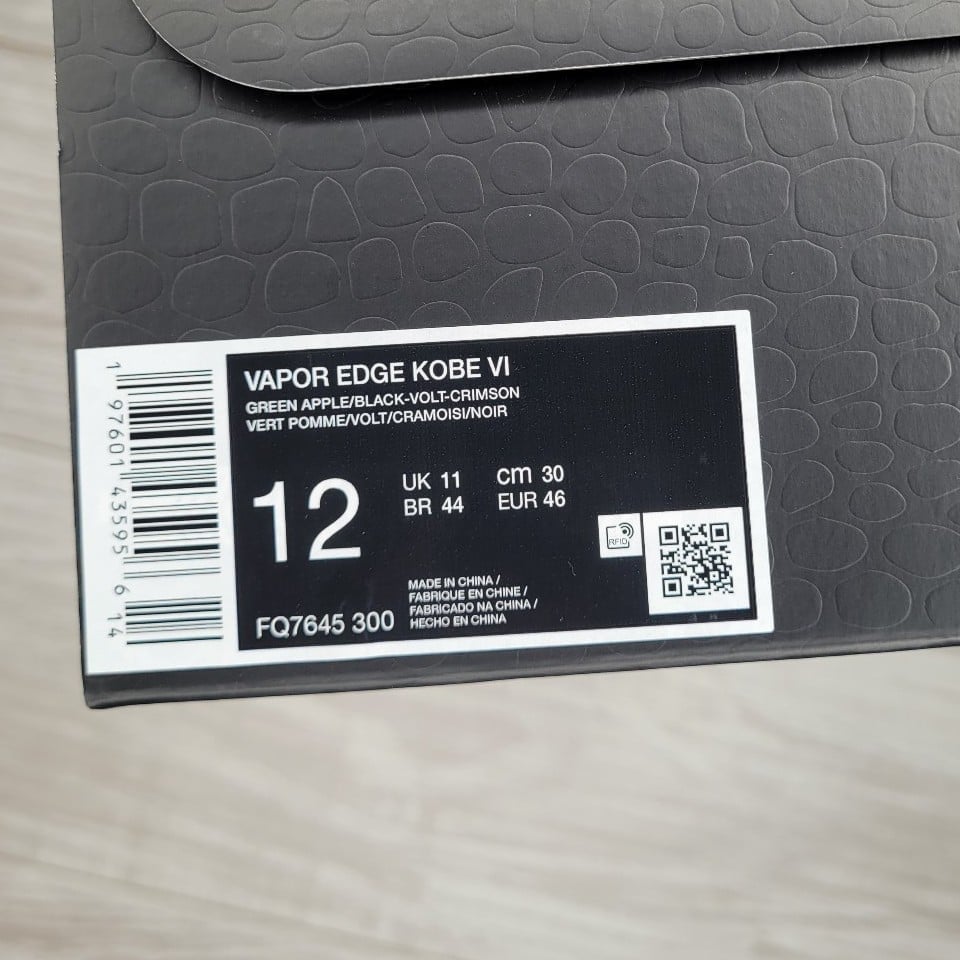 VAPOR EDGE KOBE VI
GREEN APPLE/BLACK-VOLT-CRIMSON
VERT POMME/VOLT/CRAMOISI/NOIR
12
UK 11 cm 30
BR 44 EUR 46
RFID
FQ7645 300
MADE IN CHINA /
FABRIQUE EN CHINE /
FABRICADO NA CHINA /
HECHO EN CHINA
1 97601 43595 6 14